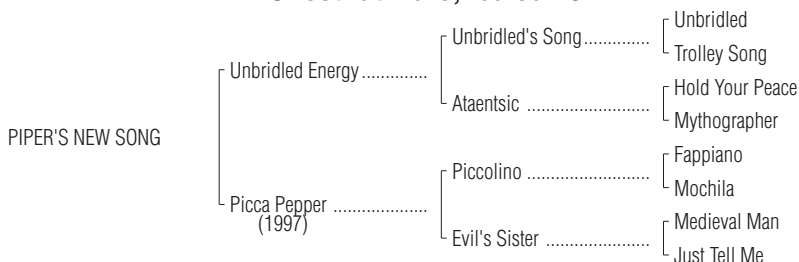 Unbridled
Unbridled's Song..............
Trolley Song
Unbridled Energy..............
Hold Your Peace
Ataentsic ..........................
Mythographer
PIPER'S NEW SONG
Fappiano
Piccolino ..........................
Mochila
Picca Pepper ....................
(1997)
Medieval Man
Evil's Sister ......................
Just Tell Me